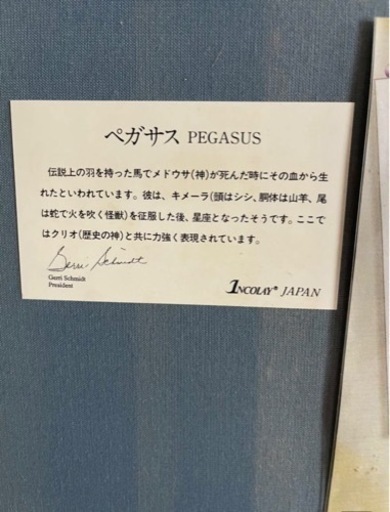 ペガサス PEGASUS
伝説上の羽を持った馬でメドウサ(神)が死んだ時にその血から生
れたといわれています。彼は、キメーラ(頭はシシ、胴体は山羊、尾
は蛇で火を吹く怪獣)を征服した後、星座となったそうです。ここで
はクリオ(歴史の神)と共に力強く表現されています。
Gerri Schmidt
Gerri Schmidt
President
INCOLAY® JAPAN